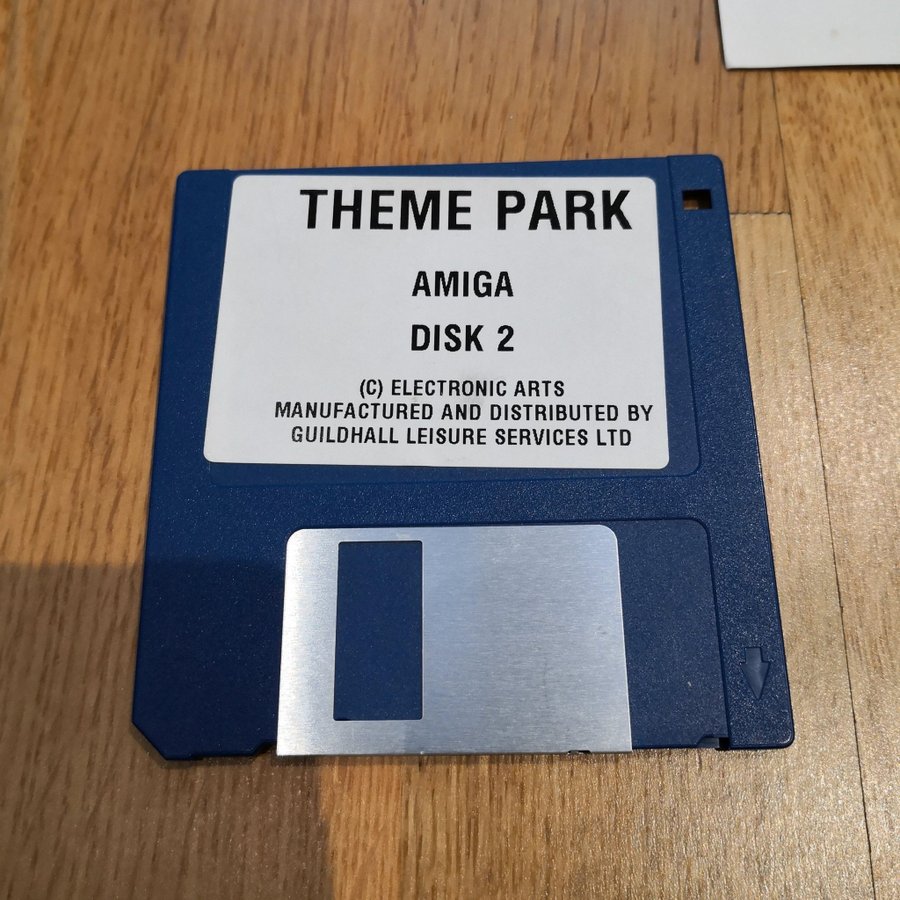 THEME PARK
AMIGA
DISK 2
(C) ELECTRONIC ARTS
MANUFACTURED AND DISTRIBUTED BY
GUILDHALL LEISURE SERVICES LTD